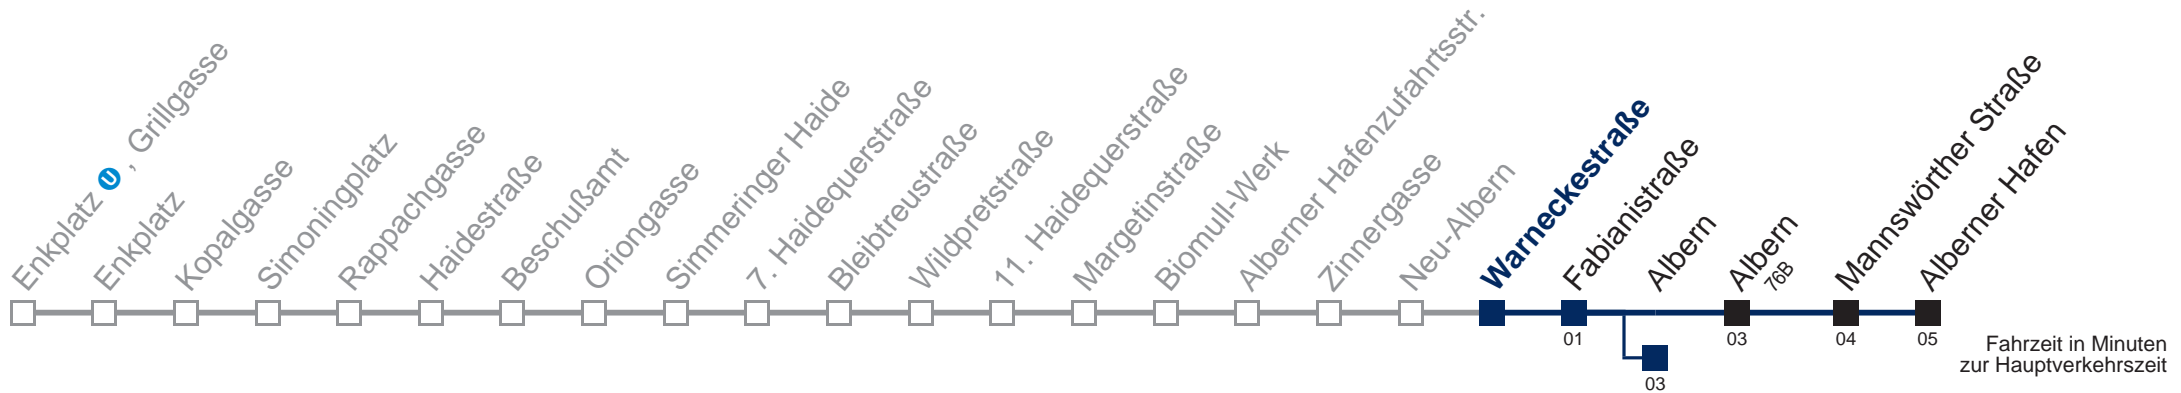 Enkplatz U , Grillgasse
Enkplatz
Kopalgasse
Simoningplatz
Rappachgasse
Haidestraße
Beschußamt
Oriongasse
Simmeringer Haide
7. Haidequerstraße
Bleibtreustraße
Wildpretstraße
11. Haidequerstraße
Margetinstraße
Biomull-Werk
Alberner Hafenzufahrtsstr.
Zinnergasse
Neu-Albern
Warneckestraße
Fabianistraße
Albern
Albern
76B
Mannswörther Straße
Alberner Hafen
01
03
04
05
03
Fahrzeit in Minuten
zur Hauptverkehrszeit